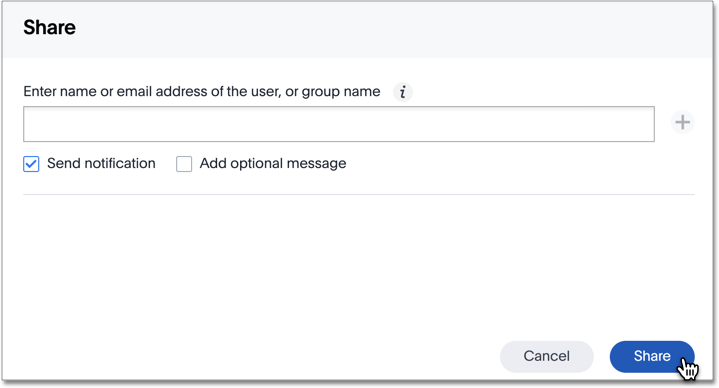 Share
Enter name or email address of the user, or group name i
Send notification Add optional message
Cancel Share